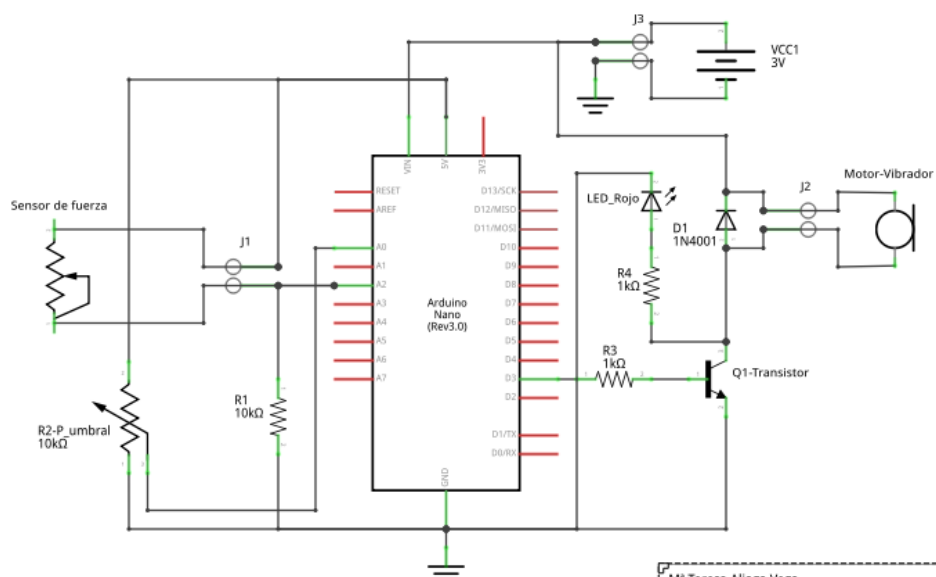 J3
VCC1
3V
VIN
5V
3V3
Sensor de fuerza
J1
RESET
AREF
A0
A1
A2
A3
A4
A5
A6
A7
Arduino
Nano
(Rev3.0)
D13/SCK
D12/MISO
D11/MOSI
D10
D9
D8
D7
D6
D5
D4
D3
D2
D1/TX
D0/RX
GND
LED_Rojo
D1
1N4001
Motor-Vibrador
J2
R4
1kΩ
R3
1kΩ
Q1-Transistor
R2-P_umbral
10kΩ
R1
10kΩ